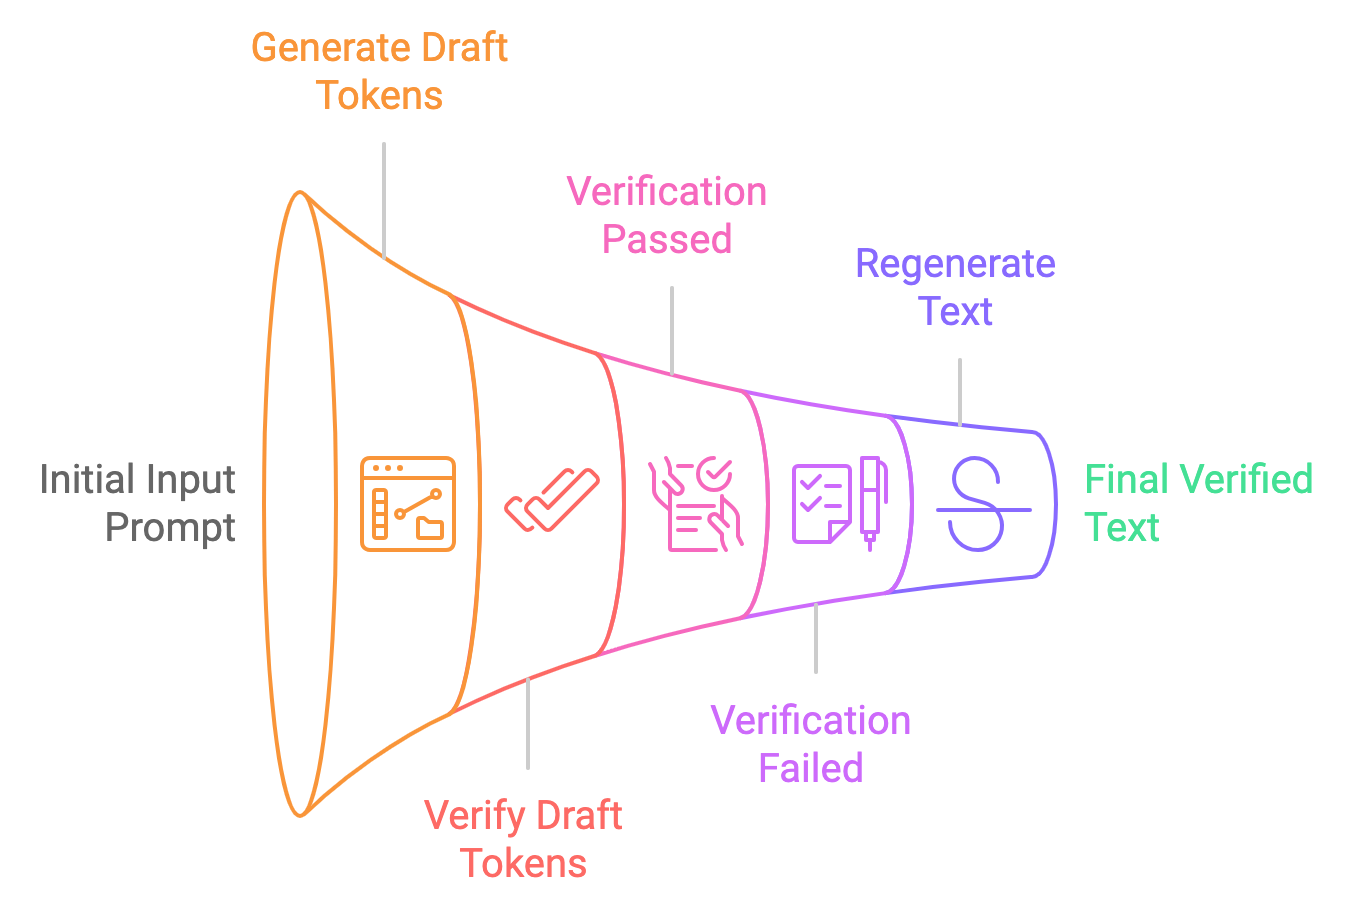 Generate Draft
Tokens
Verification
Passed
Regenerate
Text
Initial Input
Prompt
Final Verified
Text
Verification
Failed
Verify Draft
Tokens